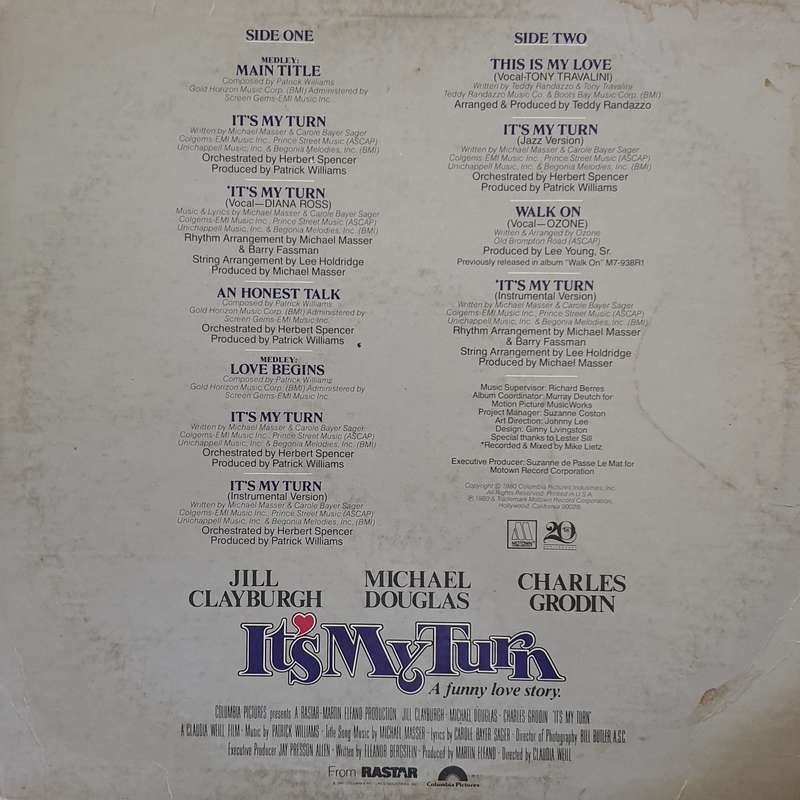 SIDE ONE
MEDLEY:
MAIN TITLE
Composed by Patrick Williams
Gold Horizon Music Corp. (BMI) Administered by
Screen Gems-EMI Music Inc.
IT'S MY TURN
Written by Michael Masser & Carole Bayer Sager
Colgems-EMI Music Inc., Prince Street Music (ASCAP)
Unichappell Music, Inc. & Begonia Melodies, Inc. (BMI)
Orchestrated by Herbert Spencer
Produced by Patrick Williams
*IT'S MY TURN
(Vocal—DIANA ROSS)
Music & Lyrics by Michael Masser & Carole Bayer Sager
Colgems-EMI Music Inc., Prince Street Music (ASCAP)
Unichappell Music, Inc. & Begonia Melodies, Inc. (BMI)
Rhythm Arrangement by Michael Masser
& Barry Fassman
String Arrangement by Lee Holdridge
Produced by Michael Masser
AN HONEST TALK
Composed by Patrick Williams
Gold Horizon Music Corp. (BMI) Administered by
Screen Gems-EMI Music Inc.
Orchestrated by Herbert Spencer
Produced by Patrick Williams
MEDLEY:
LOVE BEGINS
Composed by Patrick Williams
Gold Horizon Music Corp. (BMI) Administered by
Screen Gems-EMI Music Inc.
IT'S MY TURN
Written by Michael Masser & Carole Bayer Sager
Colgems-EMI Music Inc., Prince Street Music (ASCAP)
Unichappell Music, Inc. & Begonia Melodies, Inc. (BMI)
Orchestrated by Herbert Spencer
Produced by Patrick Williams
IT'S MY TURN
(Instrumental Version)
Written by Michael Masser & Carole Bayer Sager
Colgems-EMI Music Inc., Prince Street Music (ASCAP)
Unichappell Music, Inc. & Begonia Melodies, Inc. (BMI)
Orchestrated by Herbert Spencer
Produced by Patrick Williams
SIDE TWO
THIS IS MY LOVE
(Vocal-TONY TRAVALINI)
Written by Teddy Randazzo & Tony Travalini
Teddy Randazzo Music Co. & Boots Bay Music Corp. (BMI)
Arranged & Produced by Teddy Randazzo
IT'S MY TURN
(Jazz Version)
Written by Michael Masser & Carole Bayer Sager
Colgems-EMI Music Inc., Prince Street Music (ASCAP)
Unichappell Music, Inc. & Begonia Melodies, Inc. (BMI)
Orchestrated by Herbert Spencer
Produced by Patrick Williams
WALK ON
(Vocal—OZONE)
Written & Arranged by Ozone
Old Brompton Road (ASCAP)
Produced by Lee Young, Sr.
Previously released in album "Walk On" M7-938R1
*IT'S MY TURN
(Instrumental Version)
Written by Michael Masser & Carole Bayer Sager
Colgems-EMI Music Inc., Prince Street Music (ASCAP)
Unichappell Music, Inc. & Begonia Melodies, Inc. (BMI)
Rhythm Arrangement by Michael Masser
& Barry Fassman
String Arrangement by Lee Holdridge
Produced by Michael Masser
Music Supervisor: Richard Berres
Album Coordinator: Murray Deutch for
Motion Picture MusicWorks
Project Manager: Suzanne Coston
Art Direction: Johnny Lee
Design: Ginny Livingston
Special thanks to Lester Sill
*Recorded & Mixed by Mike Lietz
Executive Producer: Suzanne de Passe Le Mat for
Motown Record Corporation
Copyright © 1980 Columbia Pictures Industries, Inc.
All Rights Reserved. Printed in U.S.A.
℗ 1980 & Trademark Motown Record Corporation,
Hollywood, California 90028
M
MOTOWN
20
JILL CLAYBURGH
MICHAEL DOUGLAS
CHARLES GRODIN
It's My Turn
A funny love story.
COLUMBIA PICTURES presents A RASTAR-MARTIN ELFAND PRODUCTION · JILL CLAYBURGH · MICHAEL DOUGLAS · CHARLES GRODIN · "IT'S MY TURN"
A CLAUDIA WEILL FILM · Music by PATRICK WILLIAMS · Title Song Music by MICHAEL MASSER · Lyrics by CAROLE BAYER SAGER · Director of Photography BILL BUTLER, A.S.C.
Executive Producer JAY PRESSON ALLEN · Written by ELEANOR BERGSTEIN · Produced by MARTIN ELFAND · Directed by CLAUDIA WEILL
From RASTAR
Columbia Pictures